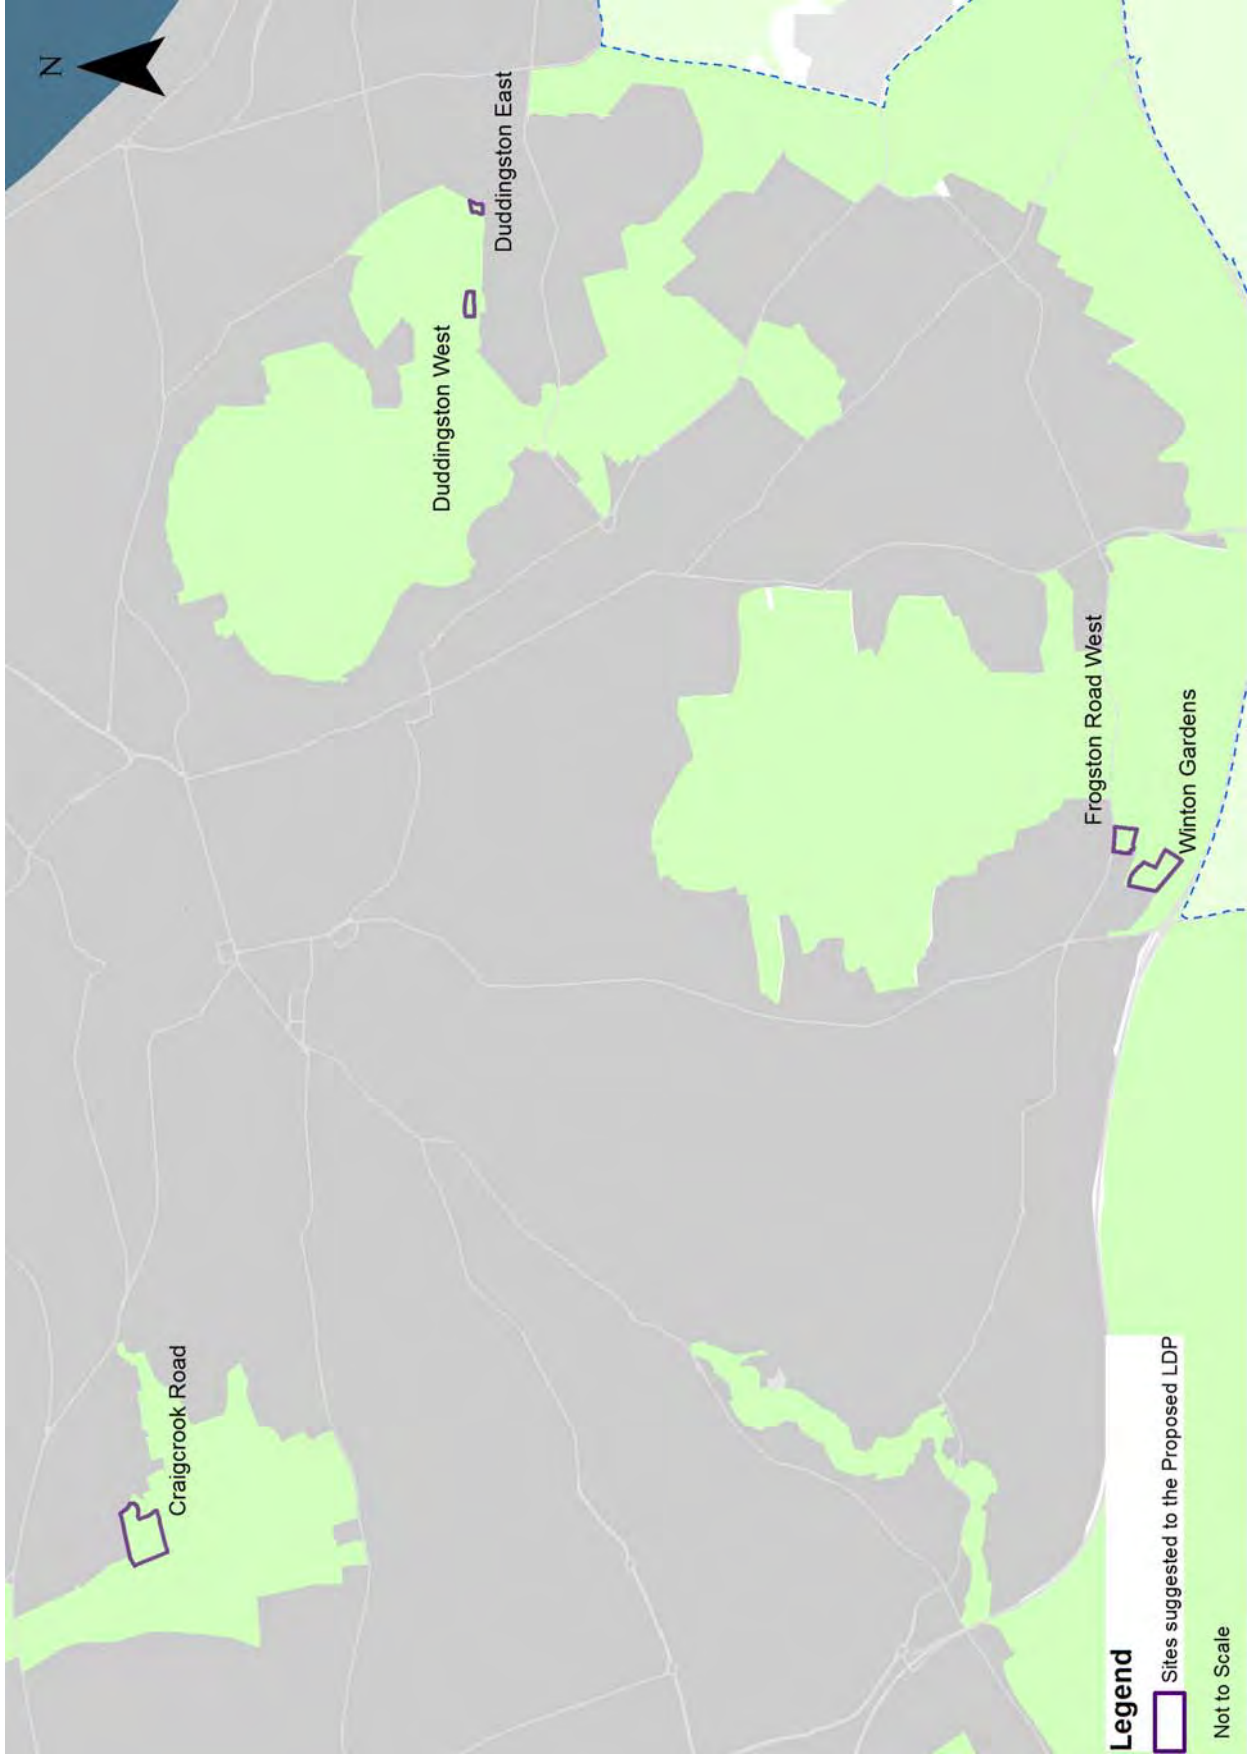 N
Duddingston East
Duddingston West
Craigcrook Road
Frogston Road West
Winton Gardens
Legend
Sites suggested to the Proposed LDP
Not to Scale